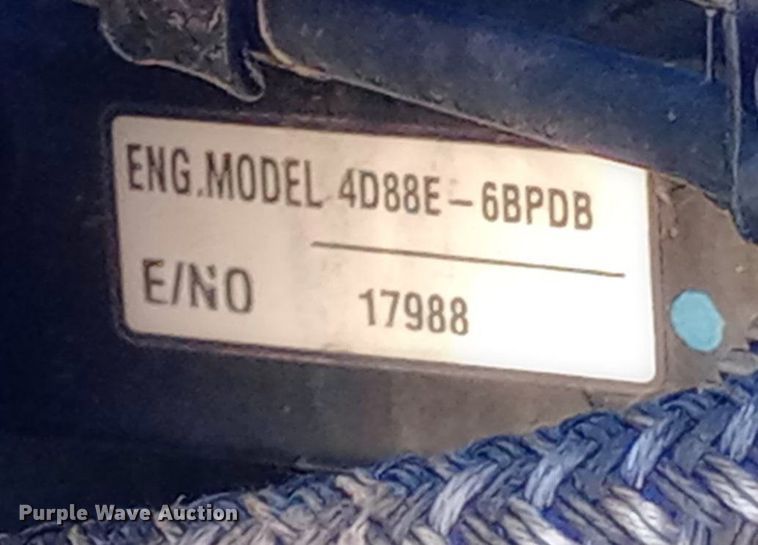 ENG.MODEL 4D88E-6BPDB
E/NO 17988
Purple Wave Auction